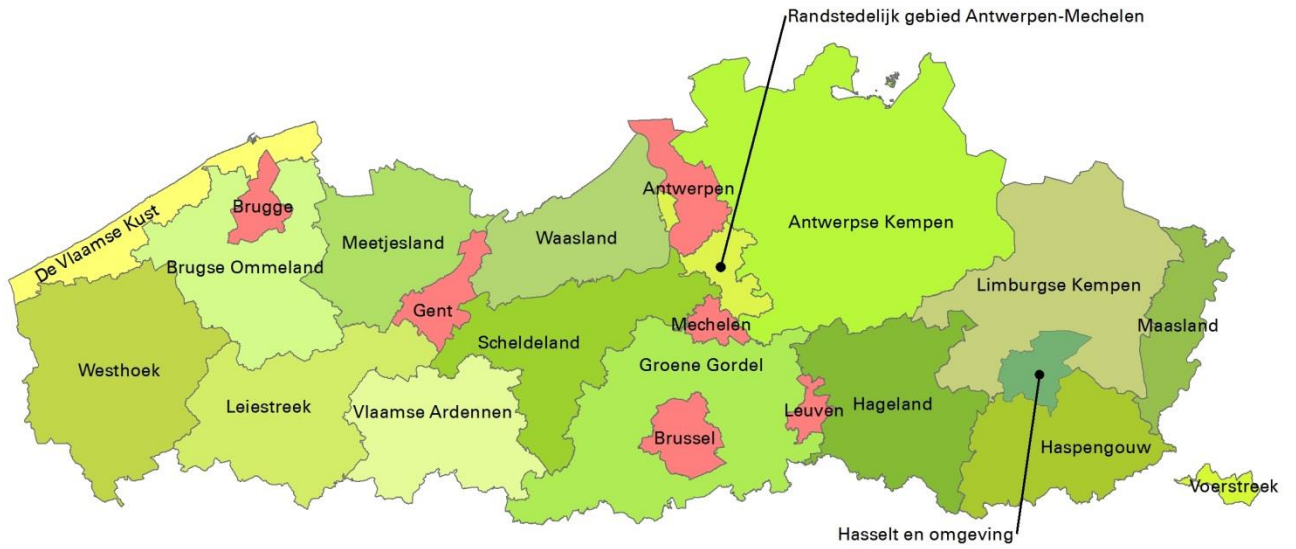 Randstedelijk gebied Antwerpen-Mechelen
Antwerpen
Brugge
De Vlaamse Kust
Antwerpse Kempen
Meetjesland
Waasland
Brugse Ommeland
Limburgse Kempen
Gent
Mechelen
Maasland
Scheldeland
Groene Gordel
Westhoek
Leiestreek
Vlaamse Ardennen
Leuven
Hageland
Brussel
Haspengouw
Voerstreek
Hasselt en omgeving